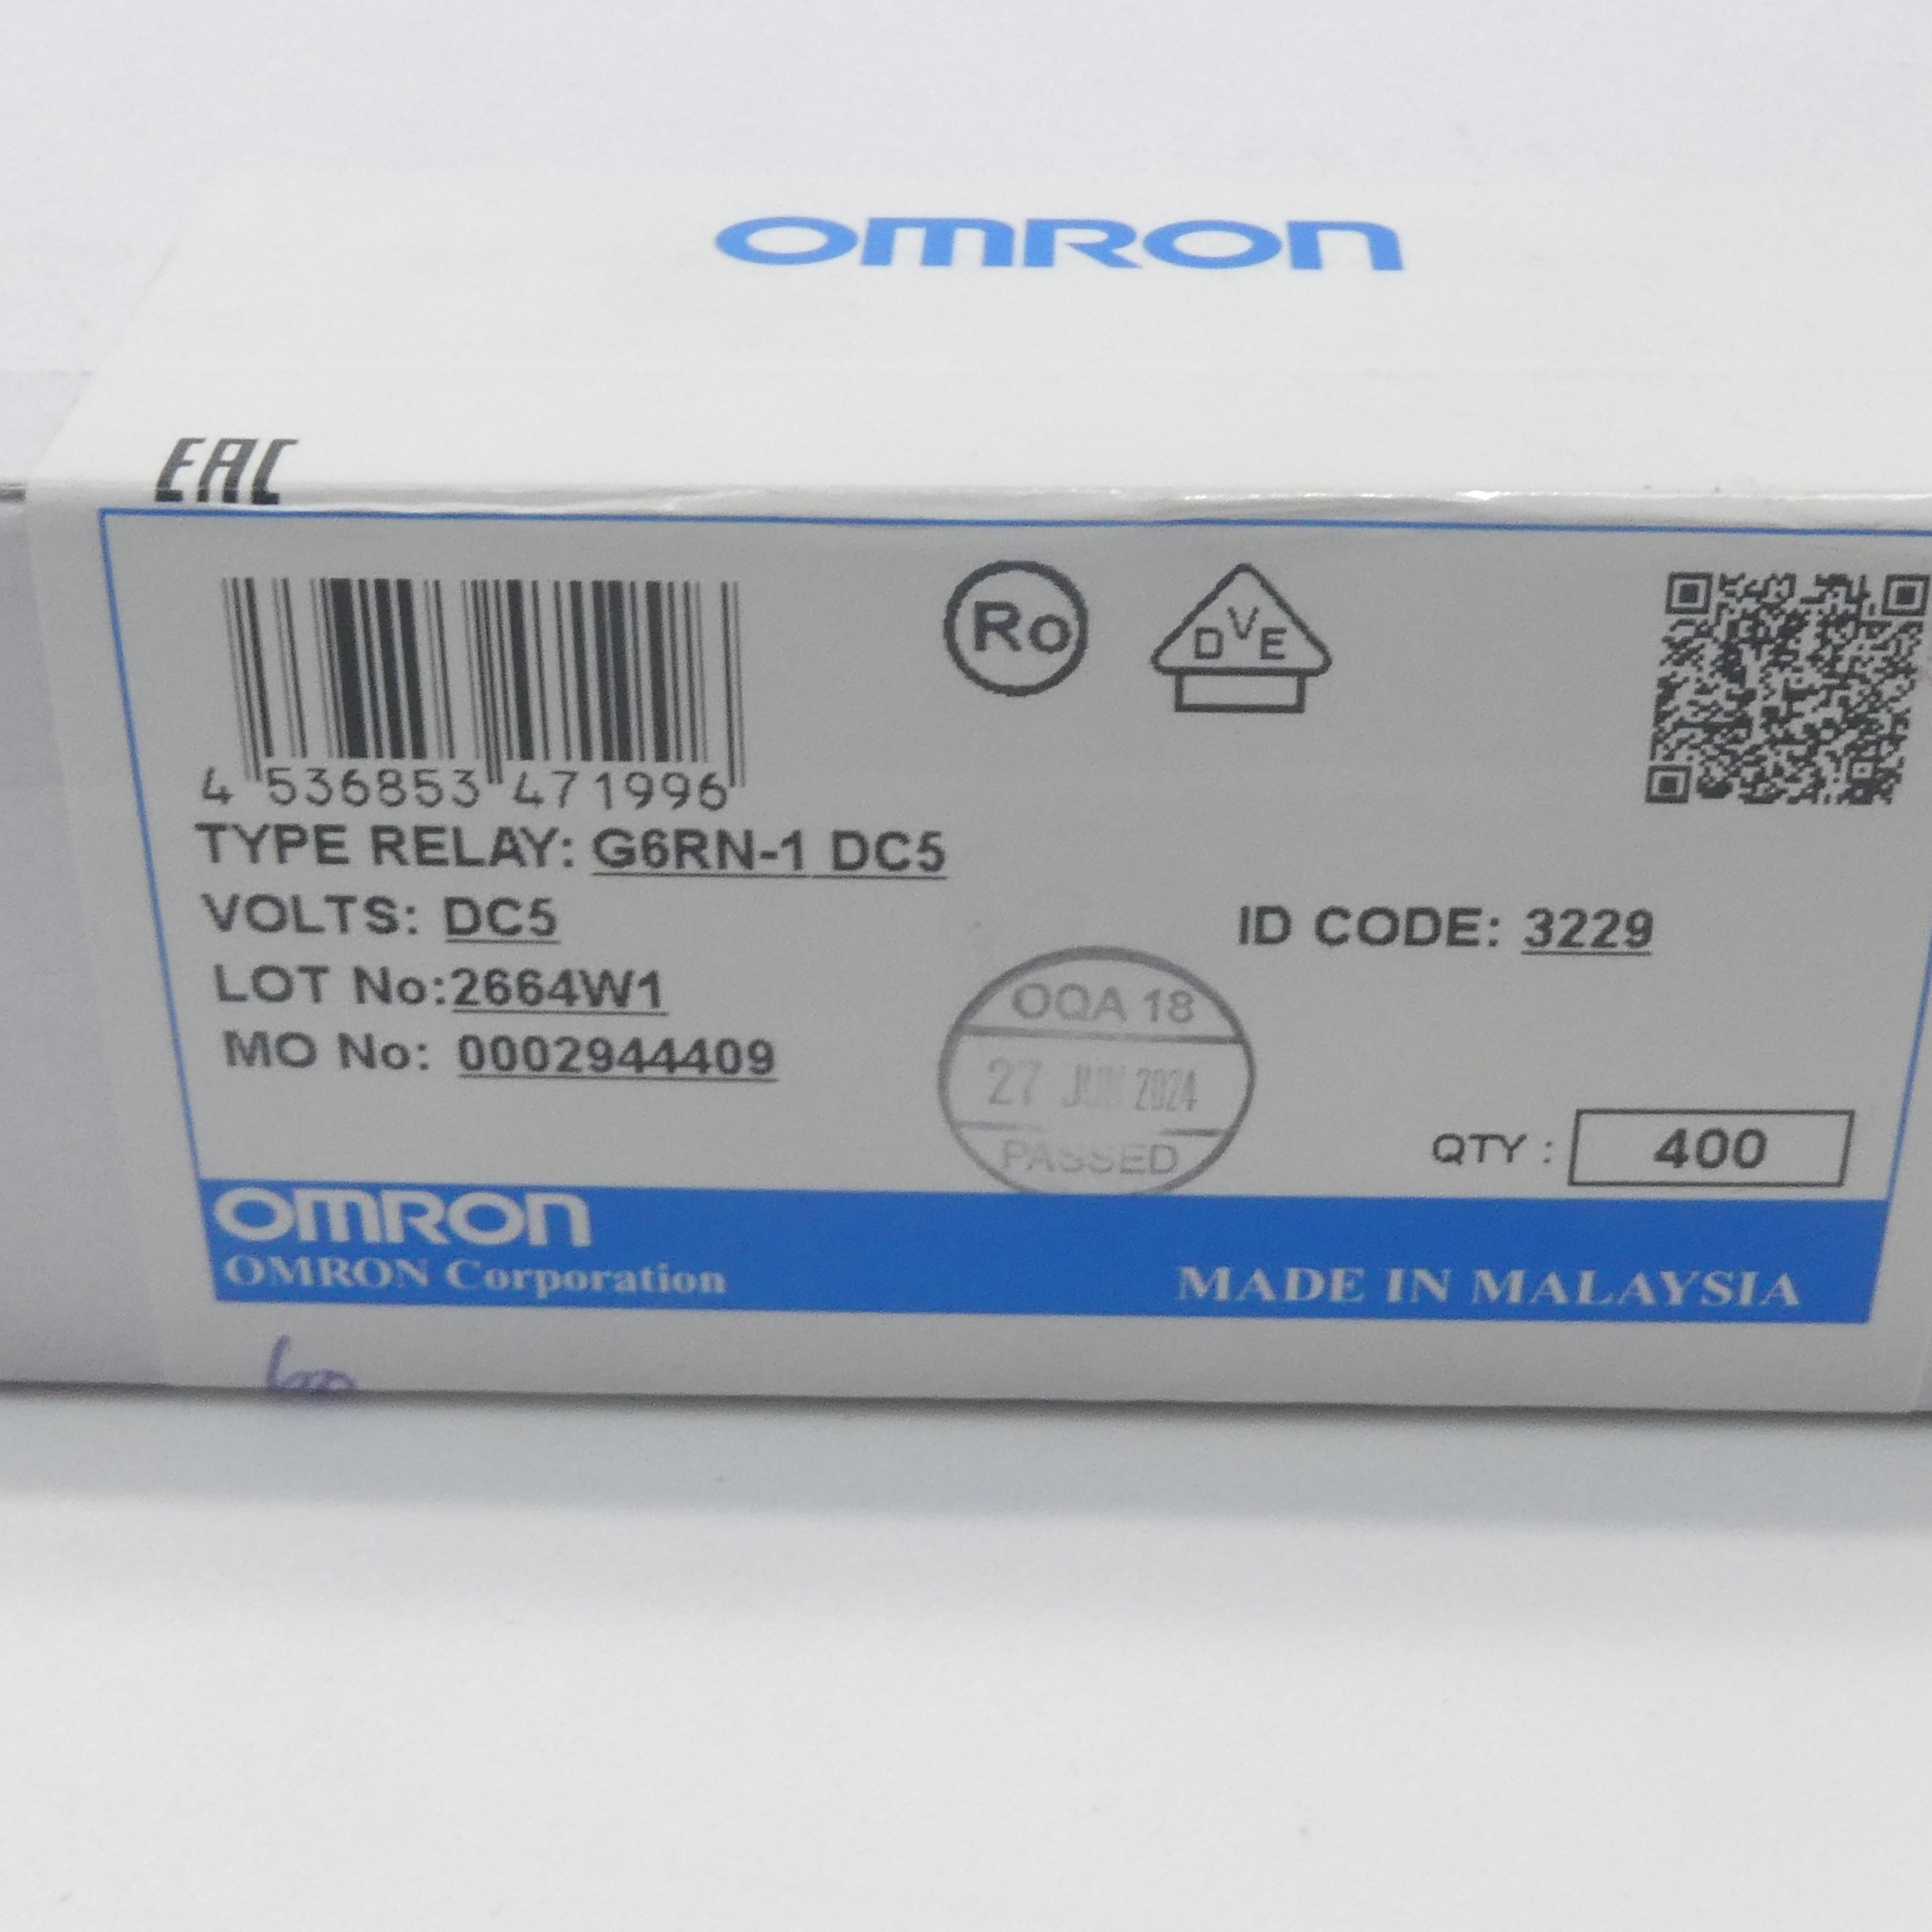 OMRON
EAC
Ro
DVE
4 536853 471996
TYPE RELAY: G6RN-1 DC5
VOLTS: DC5
ID CODE: 3229
LOT No:2664W1
MO No: 0002944409
OQA 18
27 JUN 2024
PASSED
QTY : 400
OMRON
OMRON Corporation
MADE IN MALAYSIA